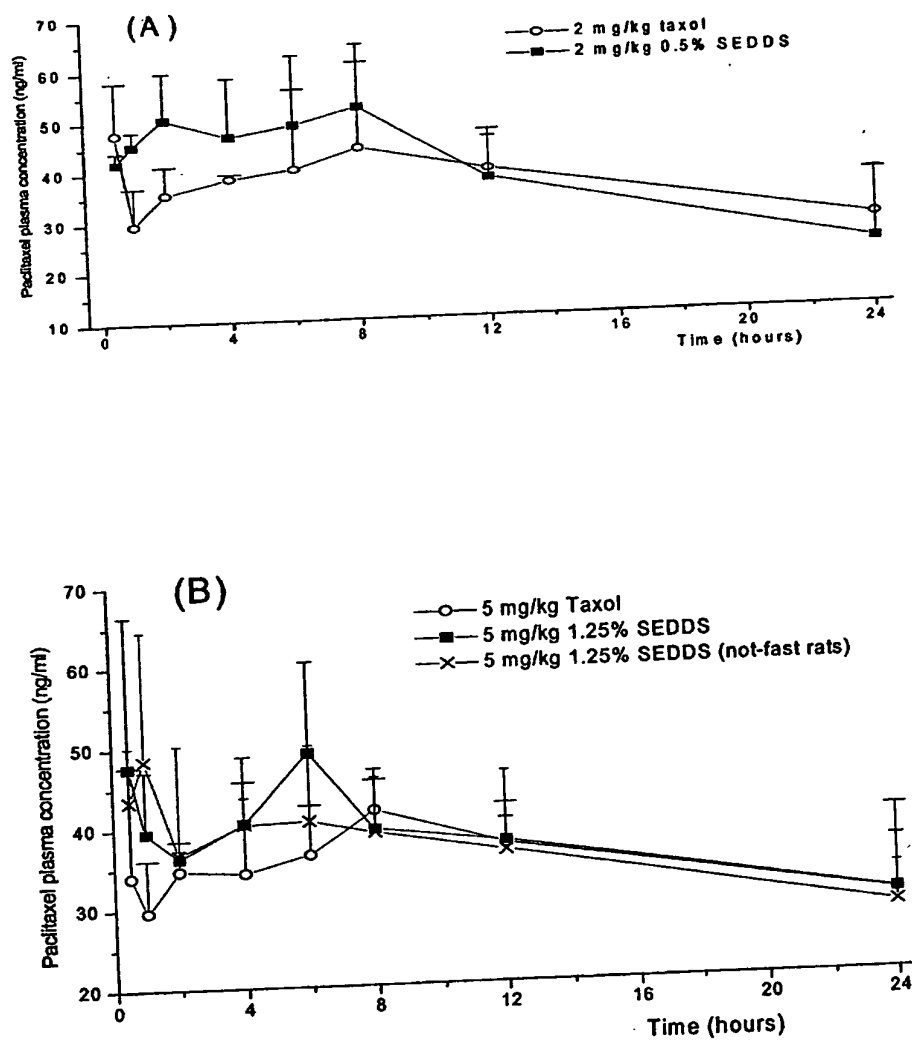 (A)
2 mg/kg taxol
2 mg/kg 0.5% SEDDS
Paclitaxel plasma concentration (ng/ml)
70
60
50
40
30
20
10
0 4 8 12 16 20 24
Time (hours)
(B)
5 mg/kg Taxol
5 mg/kg 1.25% SEDDS
5 mg/kg 1.25% SEDDS (not-fast rats)
Paclitaxel plasma concentration (ng/ml)
70
60
50
40
30
20
0 4 8 12 16 20 24
Time (hours)